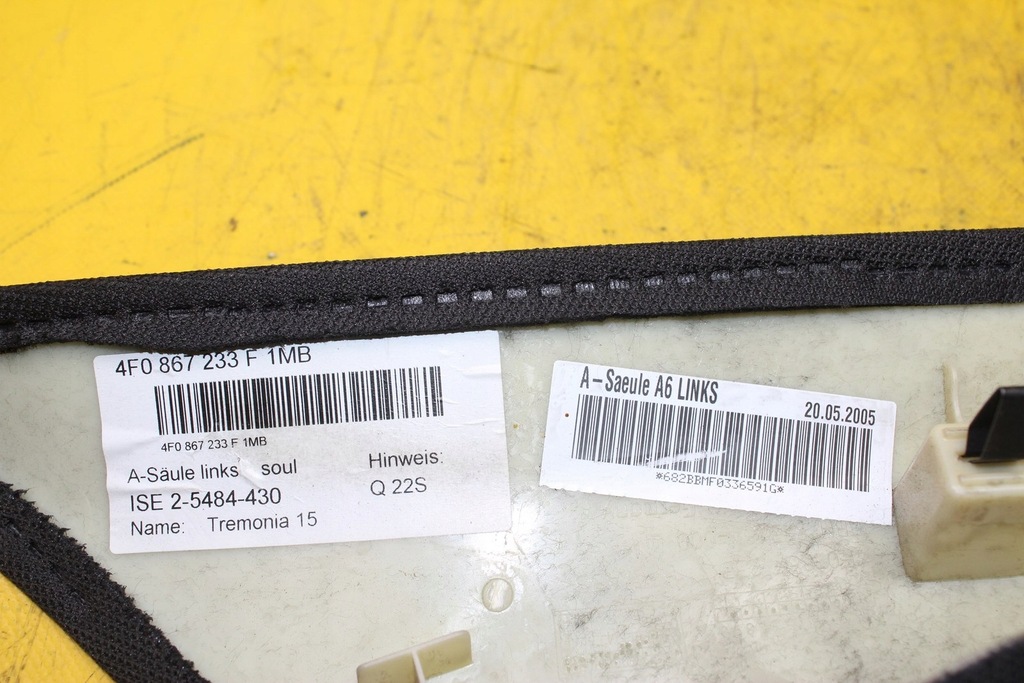 4F0 867 233 F 1MB
4F0 867 233 F 1MB
A-Säule links soul
Hinweis:
ISE 2-5484-430
Q 22S
Name: Tremonia 15
A-Saeule A6 LINKS
20.05.2005
*682BBMF0336591G*